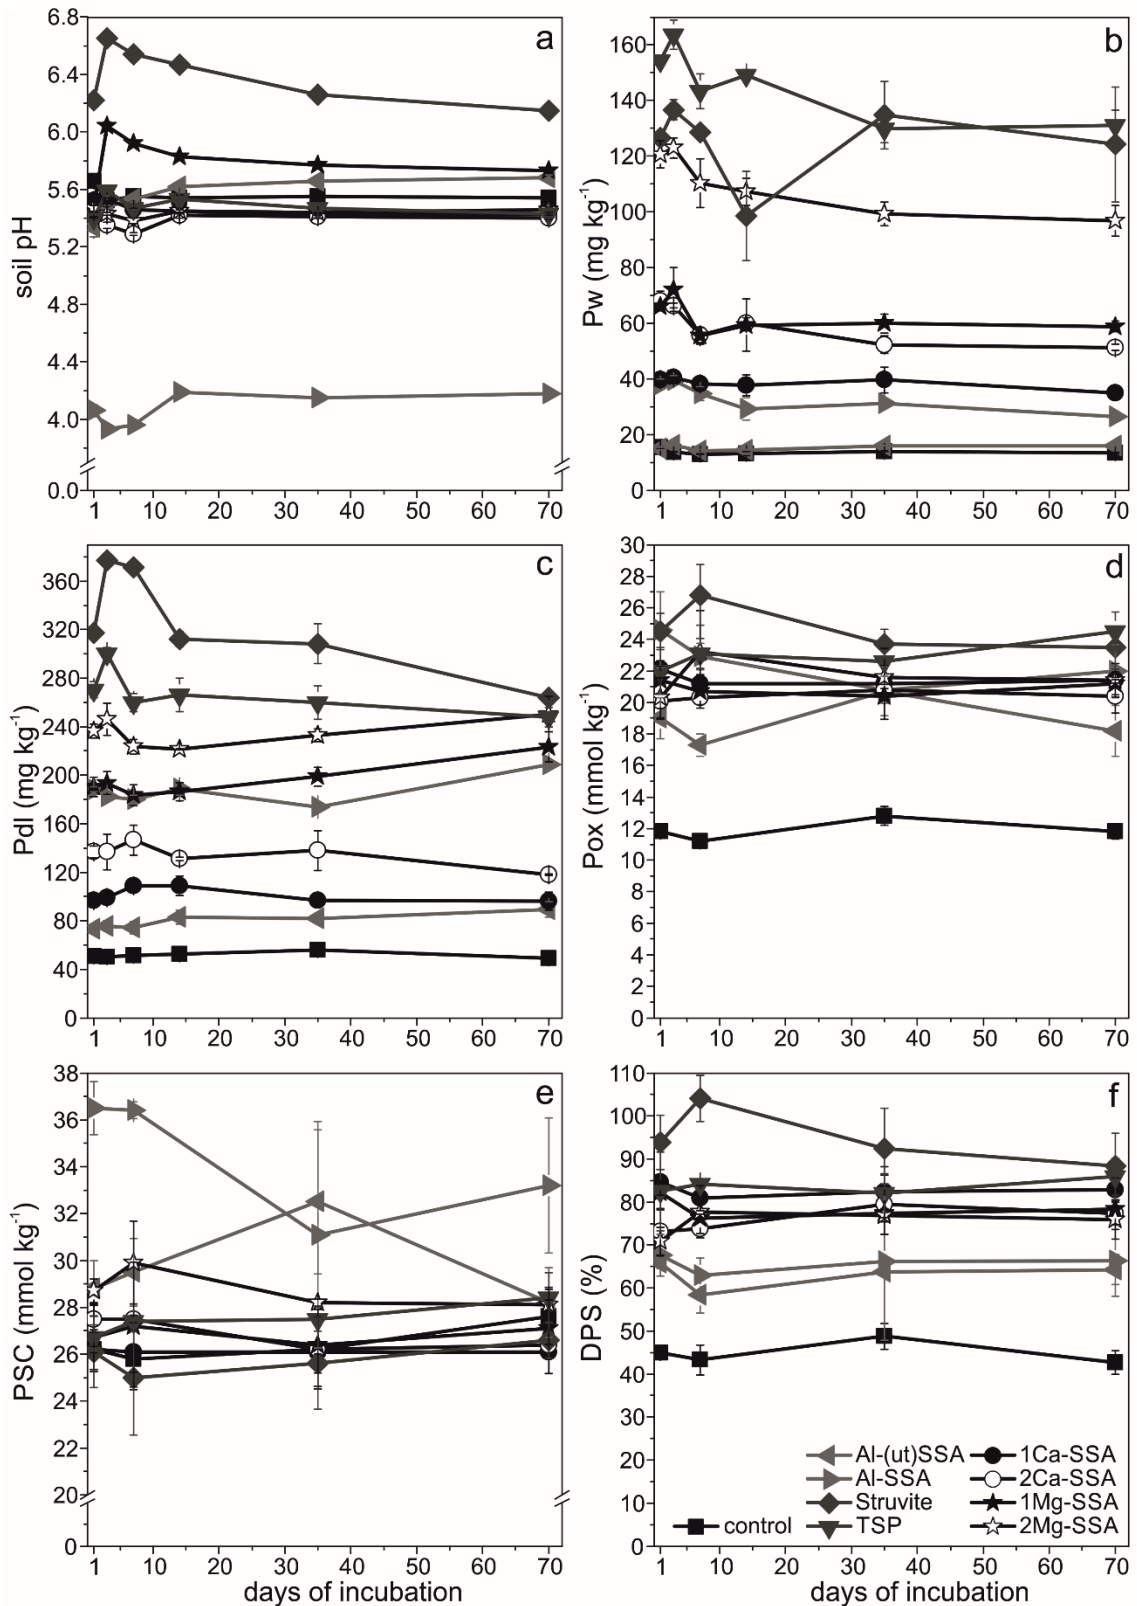 a
soil pH
6.8
6.4
6.0
5.6
5.2
4.8
4.4
4.0
0.0
1 10 20 30 40 50 60 70
b
Pw (mg kg⁻¹)
160
140
120
100
80
60
40
20
0
1 10 20 30 40 50 60 70
c
Pdl (mg kg⁻¹)
360
320
280
240
200
160
120
80
40
0
1 10 20 30 40 50 60 70
d
Pox (mmol kg⁻¹)
30
28
26
24
22
20
18
16
14
12
10
8
6
4
2
0
1 10 20 30 40 50 60 70
e
PSC (mmol kg⁻¹)
38
36
34
32
30
28
26
24
22
20
0
1 10 20 30 40 50 60 70
days of incubation
f
DPS (%)
110
100
90
80
70
60
50
40
30
20
10
0
Al-(ut)SSA 1Ca-SSA
Al-SSA 2Ca-SSA
Struvite 1Mg-SSA
control TSP 2Mg-SSA
1 10 20 30 40 50 60 70
days of incubation